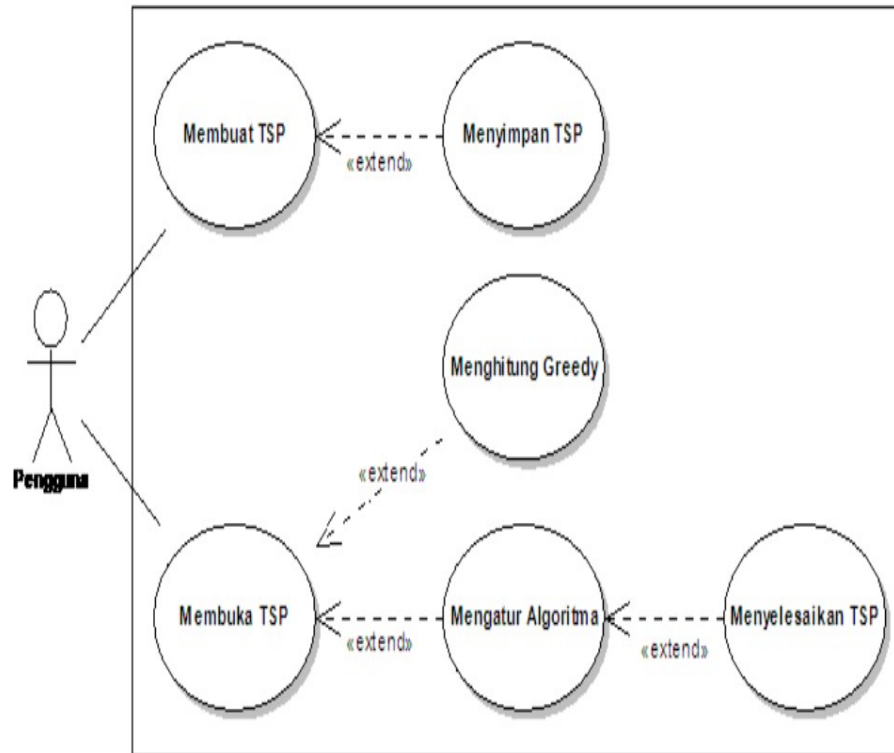 Membuat TSP
Menyimpan TSP
«extend»
Menghitung Greedy
«extend»
Pengguna
Membuka TSP
Mengatur Algoritma
Menyelesaikan TSP
«extend»
«extend»